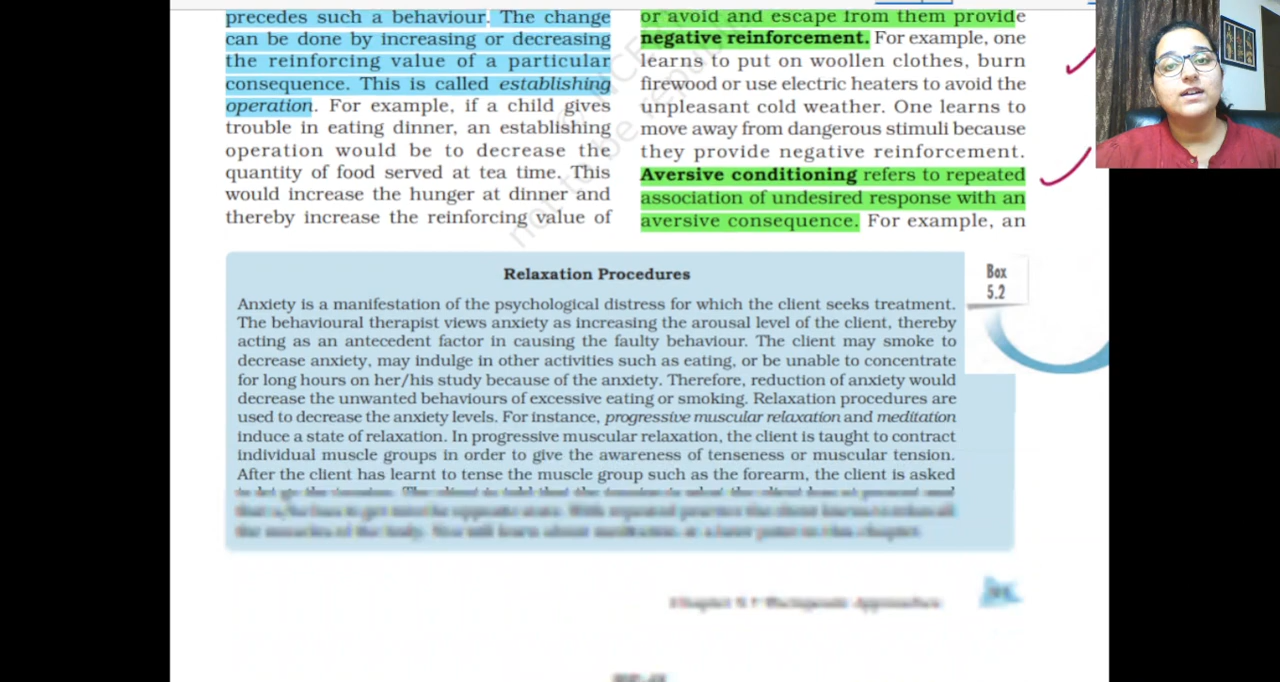 precedes such a behaviour. The change
can be done by increasing or decreasing
the reinforcing value of a particular
consequence. This is called establishing
operation. For example, if a child gives
trouble in eating dinner, an establishing
operation would be to decrease the
quantity of food served at tea time. This
would increase the hunger at dinner and
thereby increase the reinforcing value of
or avoid and escape from them provide
negative reinforcement. For example, one
learns to put on woollen clothes, burn
firewood or use electric heaters to avoid the
unpleasant cold weather. One learns to
move away from dangerous stimuli because
they provide negative reinforcement.
Aversive conditioning refers to repeated
association of undesired response with an
aversive consequence. For example, an
Relaxation Procedures
Box
5.2
Anxiety is a manifestation of the psychological distress for which the client seeks treatment.
The behavioural therapist views anxiety as increasing the arousal level of the client, thereby
acting as an antecedent factor in causing the faulty behaviour. The client may smoke to
decrease anxiety, may indulge in other activities such as eating, or be unable to concentrate
for long hours on her/his study because of the anxiety. Therefore, reduction of anxiety would
decrease the unwanted behaviours of excessive eating or smoking. Relaxation procedures are
used to decrease the anxiety levels. For instance, progressive muscular relaxation and meditation
induce a state of relaxation. In progressive muscular relaxation, the client is taught to contract
individual muscle groups in order to give the awareness of tenseness or muscular tension.
After the client has learnt to tense the muscle group such as the forearm, the client is asked